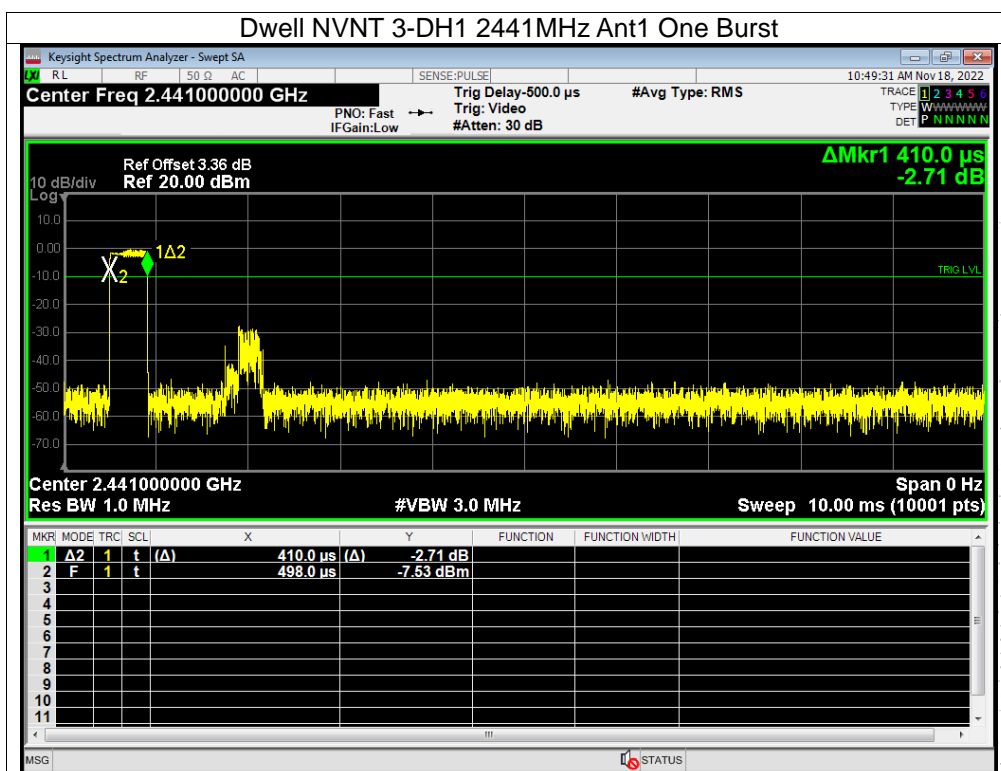 Dwell NVNT 3-DH1 2441MHz Ant1 One Burst
Keysight Spectrum Analyzer - Swept SA
LXI RL RF 50 Ω AC SENSE:PULSE 10:49:31 AM Nov 18, 2022
Center Freq 2.441000000 GHz Trig Delay-500.0 µs #Avg Type: RMS TRACE 1 2 3 4 5 6
PNO: Fast Trig: Video TYPE WWWWWW
IFGain:Low #Atten: 30 dB DET P N N N N N
Ref Offset 3.36 dB ΔMkr1 410.0 µs
10 dB/div Ref 20.00 dBm -2.71 dB
Log
10.0
0.00
1Δ2
2
-10.0
TRIG LVL
-20.0
-30.0
-40.0
-50.0
-60.0
-70.0
Center 2.441000000 GHz Span 0 Hz
Res BW 1.0 MHz #VBW 3.0 MHz Sweep 10.00 ms (10001 pts)
MKR MODE TRC SCL X Y FUNCTION FUNCTION WIDTH FUNCTION VALUE
1 Δ2 1 t (Δ) 410.0 µs (Δ) -2.71 dB
2 F 1 t 498.0 µs -7.53 dBm
3
4
5
6
7
8
9
10
11
MSG STATUS